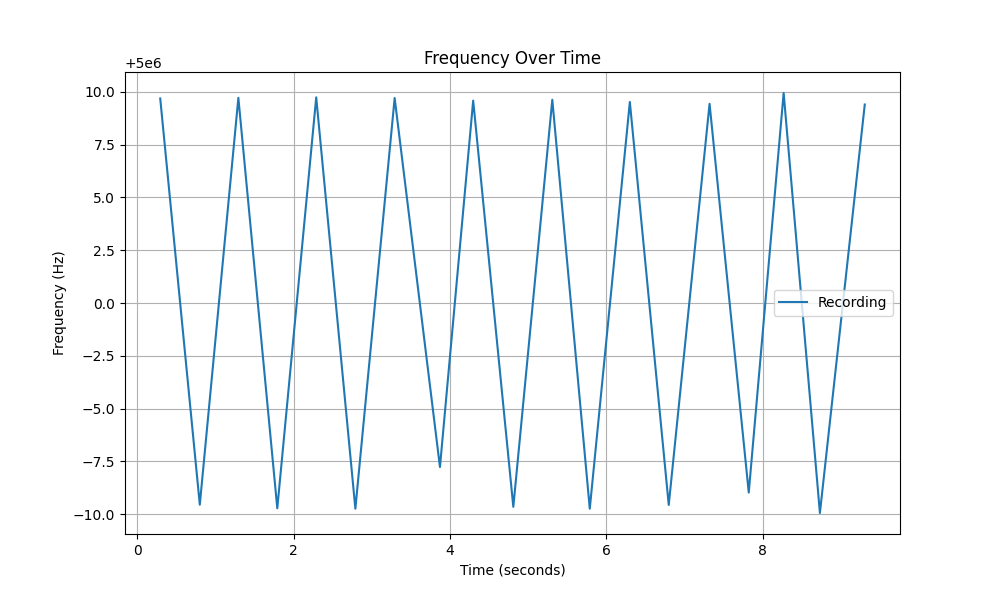 Frequency Over Time
+5e6
10.0
7.5
5.0
2.5
0.0
−2.5
−5.0
−7.5
−10.0
Frequency (Hz)
Recording
0 2 4 6 8
Time (seconds)